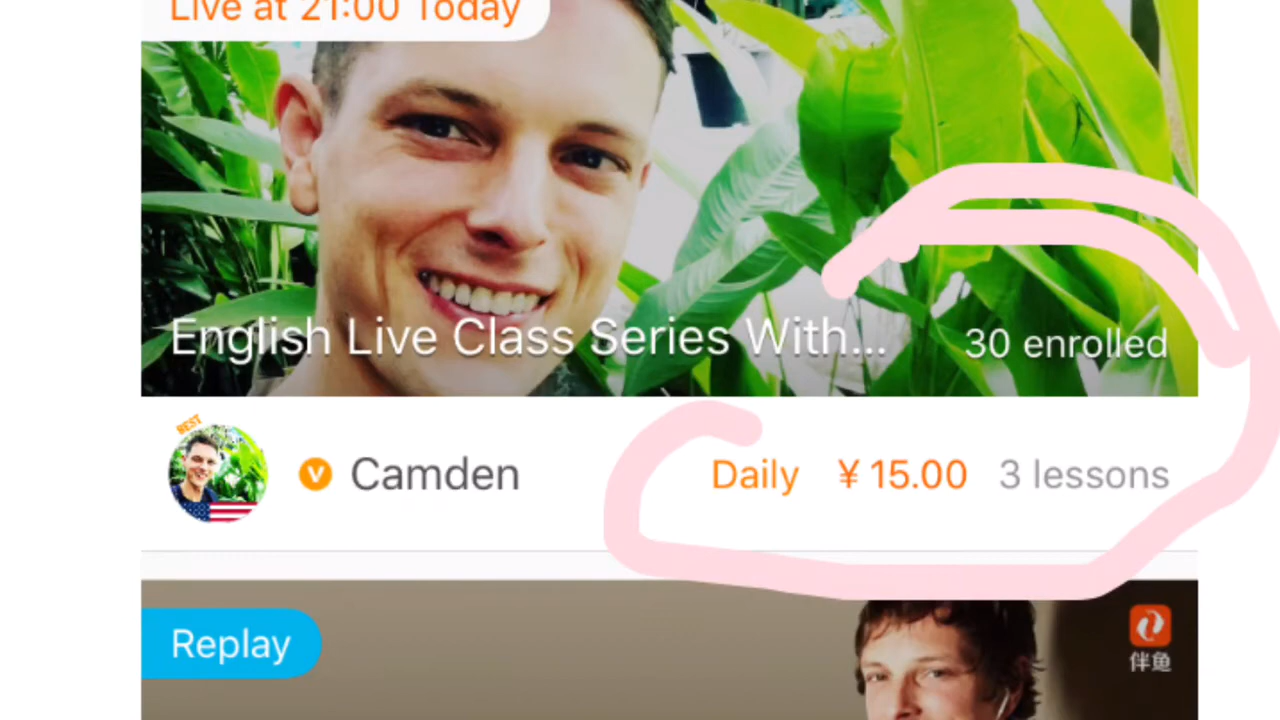 Live at 21:00 Today
English Live Class Series With...
30 enrolled
BEST
V Camden
Daily ¥ 15.00 3 lessons
Replay
伴鱼